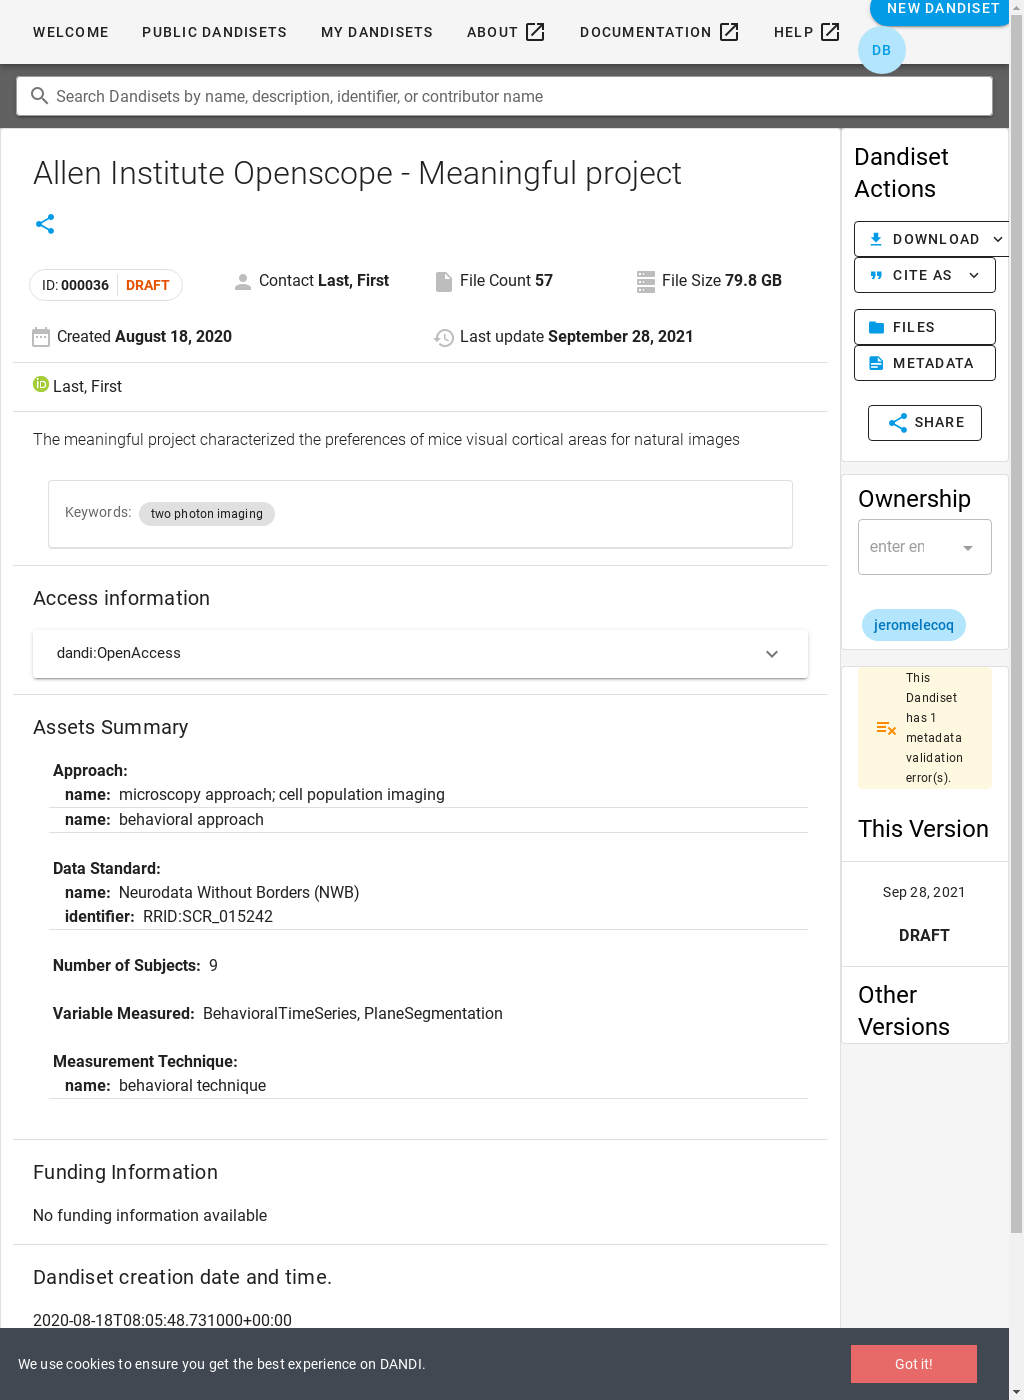 WELCOME PUBLIC DANDISETS MY DANDISETS ABOUT DOCUMENTATION HELP NEW DANDISET
DB
Search Dandisets by name, description, identifier, or contributor name
Allen Institute Openscope - Meaningful project
ID: 000036 DRAFT Contact Last, First File Count 57 File Size 79.8 GB
Created August 18, 2020 Last update September 28, 2021
iD Last, First
The meaningful project characterized the preferences of mice visual cortical areas for natural images
Keywords: two photon imaging
Access information
dandi:OpenAccess
Assets Summary
Approach:
name: microscopy approach; cell population imaging
name: behavioral approach
Data Standard:
name: Neurodata Without Borders (NWB)
identifier: RRID:SCR_015242
Number of Subjects: 9
Variable Measured: BehavioralTimeSeries, PlaneSegmentation
Measurement Technique:
name: behavioral technique
Funding Information
No funding information available
Dandiset creation date and time.
2020-08-18T08:05:48.731000+00:00
Dandiset
Actions
DOWNLOAD
CITE AS
FILES
METADATA
SHARE
Ownership
enter en
jeromelecoq
This
Dandiset
has 1
metadata
validation
error(s).
This Version
Sep 28, 2021
DRAFT
Other
Versions
We use cookies to ensure you get the best experience on DANDI.
Got it!